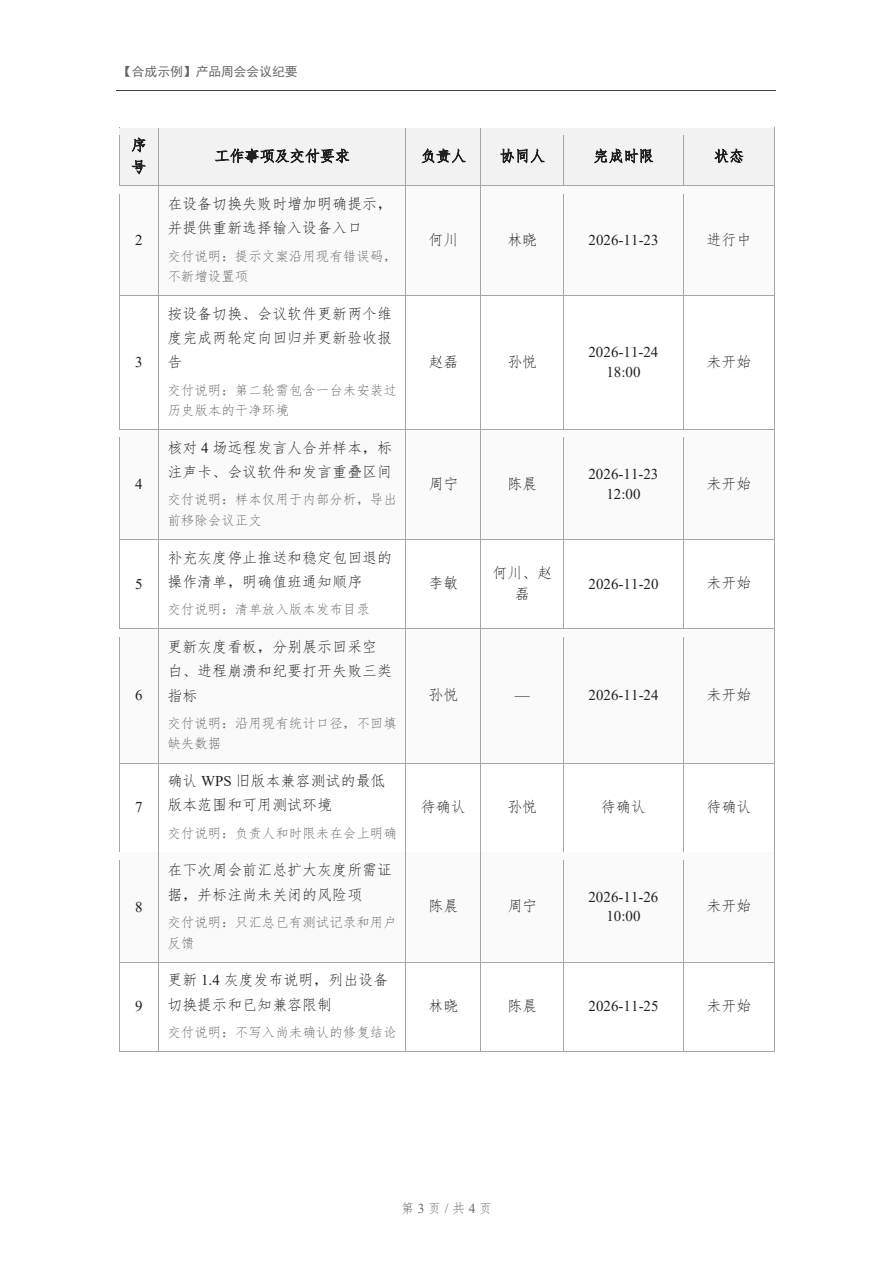 【合成示例】产品周会会议纪要
序
号
工作事项及交付要求
负责人
协同人
完成时限
状态
2
在设备切换失败时增加明确提示，
并提供重新选择输入设备入口
交付说明：提示文案沿用现有错误码，
不新增设置项
何川
林晓
2026-11-23
进行中
3
按设备切换、会议软件更新两个维
度完成两轮定向回归并更新验收报
告
交付说明：第二轮需包含一台未安装过
历史版本的干净环境
赵磊
孙悦
2026-11-24
18:00
未开始
4
核对 4 场远程发言人合并样本，标
注声卡、会议软件和发言重叠区间
交付说明：样本仅用于内部分析，导出
前移除会议正文
周宁
陈晨
2026-11-23
12:00
未开始
5
补充灰度停止推送和稳定包回退的
操作清单，明确值班通知顺序
交付说明：清单放入版本发布目录
李敏
何川、赵
磊
2026-11-20
未开始
6
更新灰度看板，分别展示回采空
白、进程崩溃和纪要打开失败三类
指标
交付说明：沿用现有统计口径，不回填
缺失数据
孙悦
—
2026-11-24
未开始
7
确认 WPS 旧版本兼容测试的最低
版本范围和可用测试环境
交付说明：负责人和时限未在会上明确
待确认
孙悦
待确认
待确认
8
在下次周会前汇总扩大灰度所需证
据，并标注尚未关闭的风险项
交付说明：只汇总已有测试记录和用户
反馈
陈晨
周宁
2026-11-26
10:00
未开始
9
更新 1.4 灰度发布说明，列出设备
切换提示和已知兼容限制
交付说明：不写入尚未确认的修复结论
林晓
陈晨
2026-11-25
未开始
第 3 页 / 共 4 页